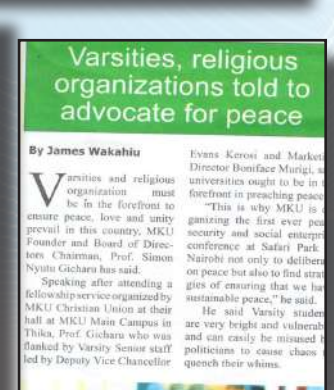 Varsities, religious
organizations told to
advocate for peace
By James Wakahiu
Varsities and religious
organization must
be in the forefront to
ensure peace, love and unity
prevail in this country, MKU
Founder and Board of Direc-
tors Chairman, Prof. Simon
Nyutu Gicharu has said.
Speaking after attending a
fellowship service organized by
MKU Christian Union at their
hall at MKU Main Campus in
Thika, Prof. Gicharu who was
flanked by Varsity Senior staff
led by Deputy Vice Chancellor
Evans Kerosi and
Director Boniface Murigi,
universities ought to be in
forefront in preaching peace
"This is why MKU is
ganizing the first ever
security and social
conference at Safari Park
Nairobi not only to
on peace but also to find
gies of ensuring that we
sustainable peace," he said.
He said Varsity
are very bright and
and can easily be misused
politicians to cause chaos
quench their whims.